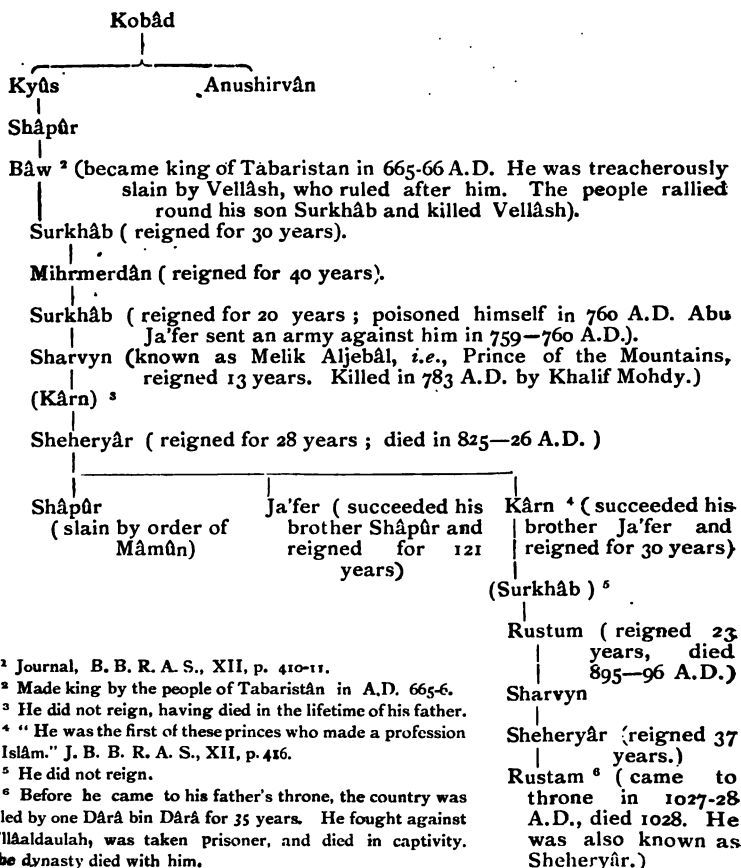 Kobâd
Kyûs Anushirvân
Shâpûr
Bâw ² (became king of Tabaristan in 665-66 A.D. He was treacherously
slain by Vellâsh, who ruled after him. The people rallied
round his son Surkhâb and killed Vellâsh).
Surkhâb ( reigned for 30 years).
Mihrmerdân ( reigned for 40 years).
Surkhâb ( reigned for 20 years ; poisoned himself in 760 A.D. Abu
Ja'fer sent an army against him in 759—760 A.D.).
Sharvyn (known as Melik Aljebâl, i.e., Prince of the Mountains,
reigned 13 years. Killed in 783 A.D. by Khalif Mohdy.)
(Kârn) ³
Sheheryâr ( reigned for 28 years ; died in 825—26 A.D. )
Shâpûr
( slain by order of
Mâmûn)
Ja'fer ( succeeded his
brother Shâpûr and
reigned for 121
years)
Kârn ⁴ ( succeeded his
brother Ja'fer and
reigned for 30 years)
(Surkhâb ) ⁵
Rustum ( reigned 23
years, died
895—96 A.D.)
Sharvyn
Sheheryâr (reigned 37
years.)
Rustam ⁶ ( came to
throne in 1027-28
A.D., died 1028. He
was also known as
Sheheryâr.)
¹ Journal, B. B. R. A. S., XII, p. 410-11.
² Made king by the people of Tabaristân in A.D. 665-6.
³ He did not reign, having died in the lifetime of his father.
⁴ " He was the first of these princes who made a profession
Islâm." J. B. B. R. A. S., XII, p. 416.
⁵ He did not reign.
⁶ Before he came to his father's throne, the country was
led by one Dârâ bin Dârâ for 35 years. He fought against
'llâaldaulah, was taken prisoner, and died in captivity.
he dynasty died with him.